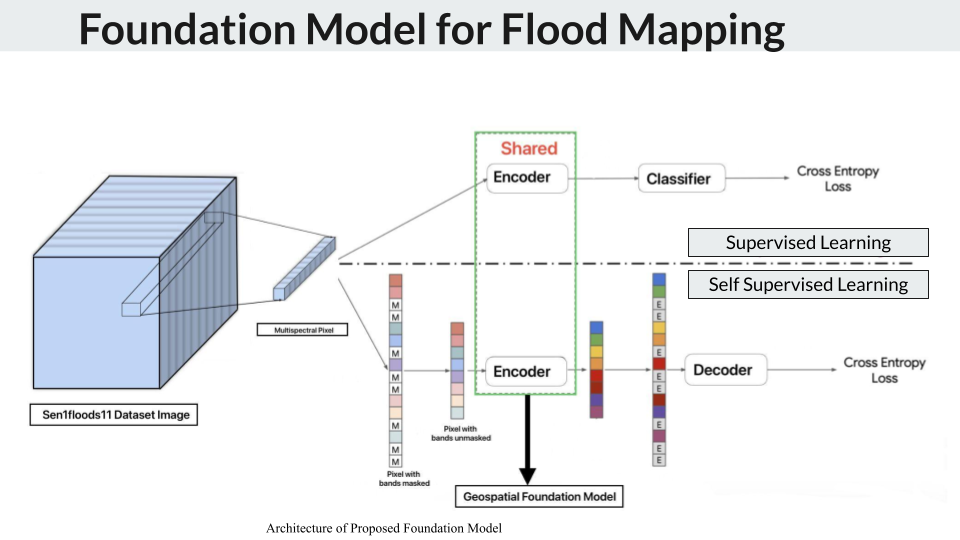 Foundation Model for Flood Mapping
Shared
Encoder
Classifier
Cross Entropy
Loss
Supervised Learning
Self Supervised Learning
Multispectral Pixel
Sen1floods11 Dataset Image
M
M
M
M
M
M
M
M
M
Pixel with
bands masked
Pixel with
bands unmasked
Encoder
E
E
E
E
E
E
E
E
E
Decoder
Cross Entropy
Loss
Geospatial Foundation Model
Architecture of Proposed Foundation Model